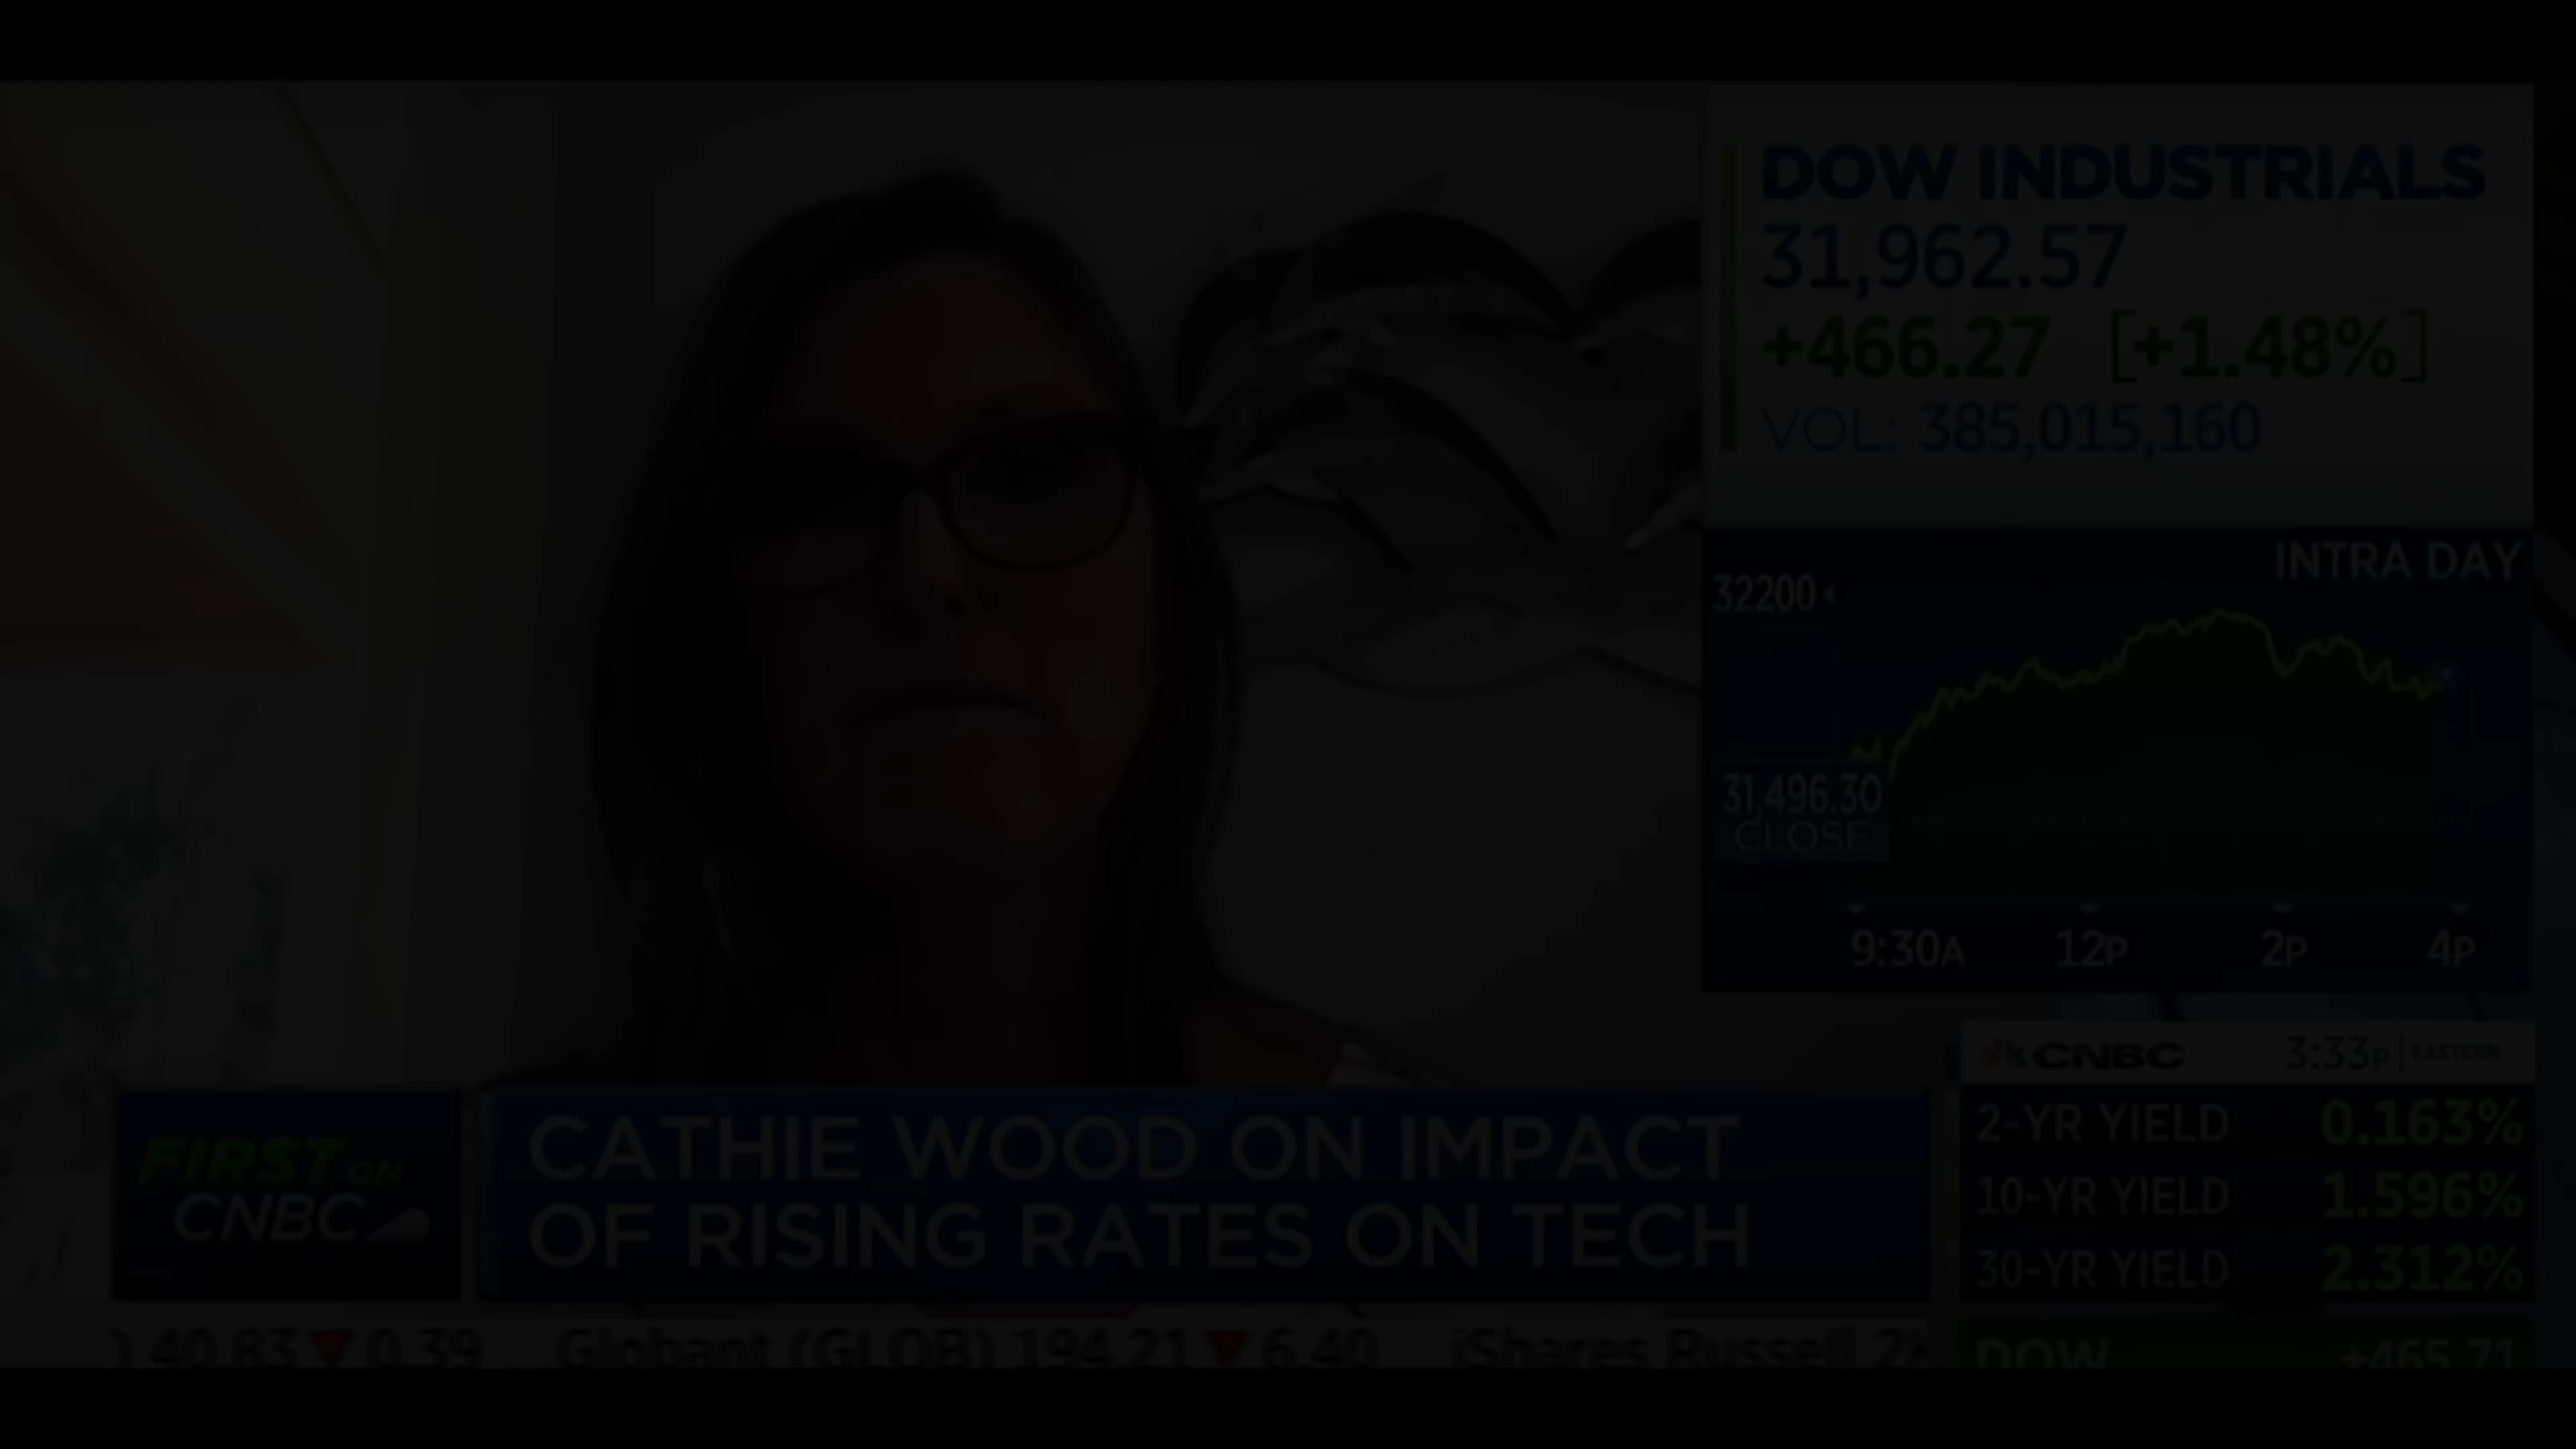 DOW INDUSTRIALS
31,962.57
+466.27 [+1.48%]
VOL: 385,015,160
INTRA DAY
32200
31,496.30
CLOSE
9:30A 12P 2P 4P
CNBC 3:33P EASTERN
2-YR YIELD 0.163%
10-YR YIELD 1.596%
30-YR YIELD 2.312%
DOW +465.71
FIRST ON
CNBC
CATHIE WOOD ON IMPACT
OF RISING RATES ON TECH
) 40.83 ▼ 0.39 Globant (GLOB) 194.21 ▼ 6.40 iShares Russell